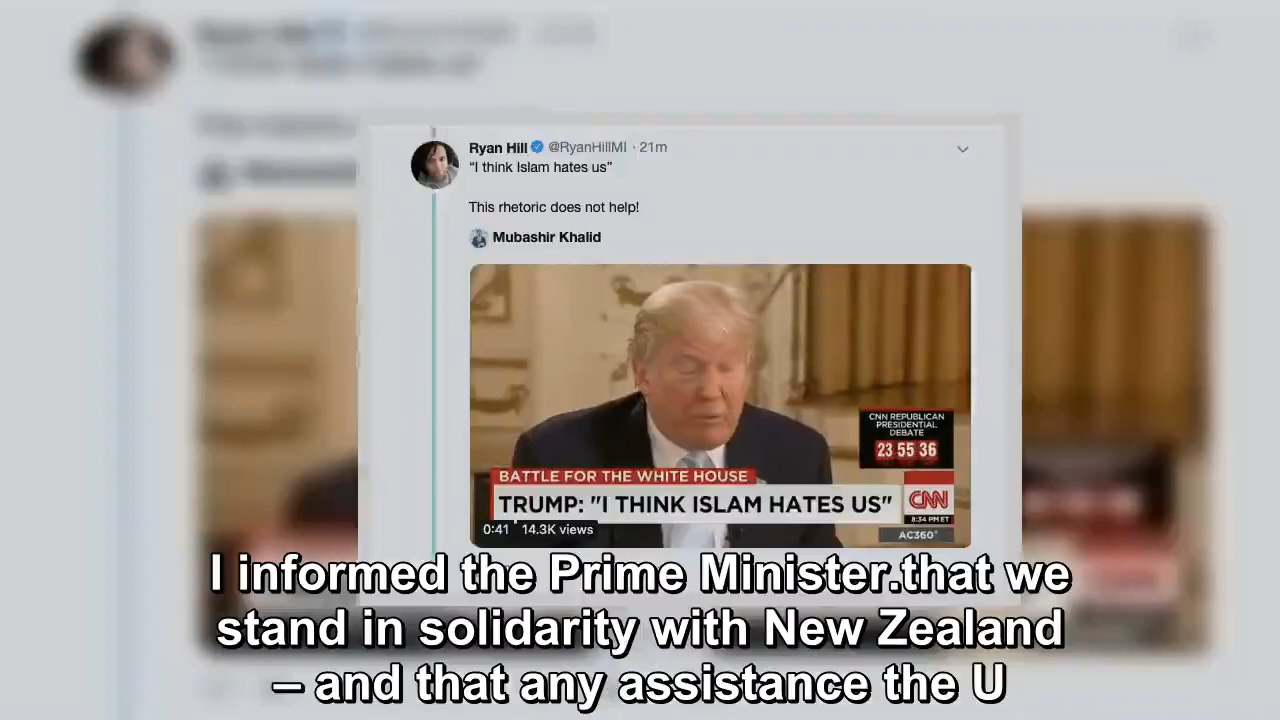 Ryan Hill @RyanHillMI · 21m
“I think Islam hates us”
This rhetoric does not help!
Mubashir Khalid
CNN REPUBLICAN
PRESIDENTIAL
DEBATE
23 55 36
BATTLE FOR THE WHITE HOUSE
TRUMP: "I THINK ISLAM HATES US"
CNN
8:34 PM ET
0:41 14.3K views
AC360°
I informed the Prime Minister.that we
stand in solidarity with New Zealand
– and that any assistance the U